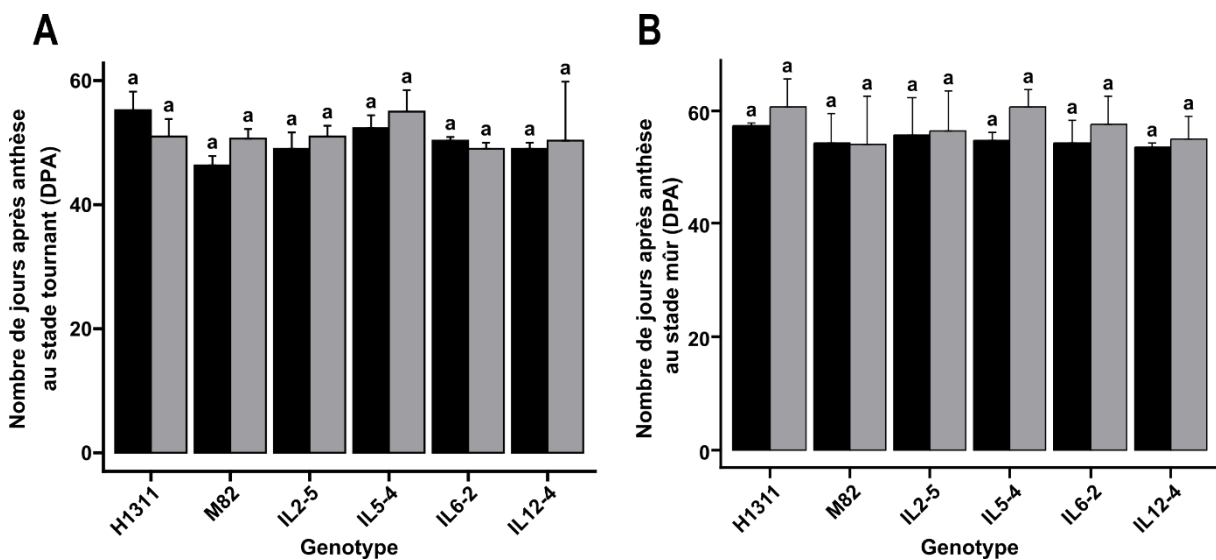 A
Nombre de jours après anthèse
au stade tournant (DPA)
60
40
20
0
a
a
a
a
a
a
a
a
a
a
a
a
H1311
M82
IL2-5
IL5-4
IL6-2
IL12-4
Genotype
B
Nombre de jours après anthèse
au stade mûr (DPA)
60
40
20
0
a
a
a
a
a
a
a
a
a
a
a
a
H1311
M82
IL2-5
IL5-4
IL6-2
IL12-4
Genotype